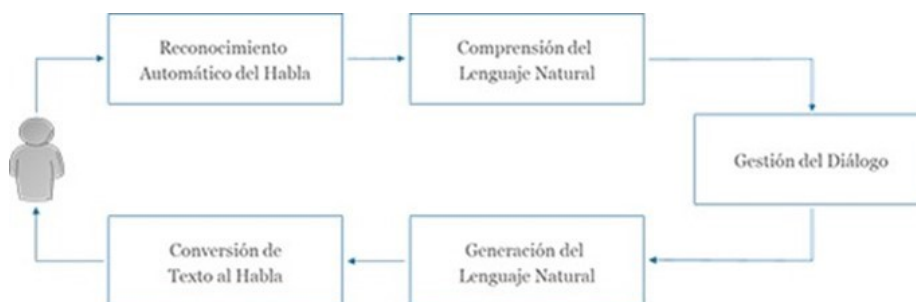 Reconocimiento
Automático del Habla
Comprensión del
Lenguaje Natural
Gestión del Diálogo
Generación del
Lenguaje Natural
Conversión de
Texto al Habla